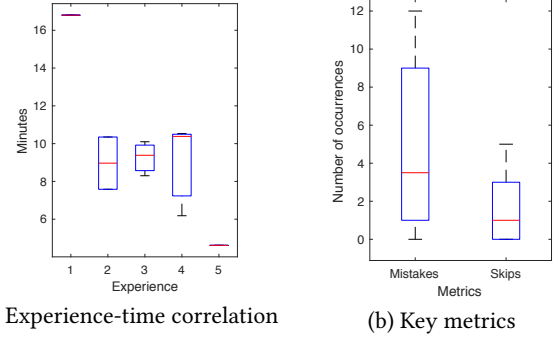 16
14
12
10
8
6
Minutes
1 2 3 4 5
Experience
Experience-time correlation
12
10
8
6
4
2
0
Number of occurrences
Mistakes Skips
Metrics
(b) Key metrics